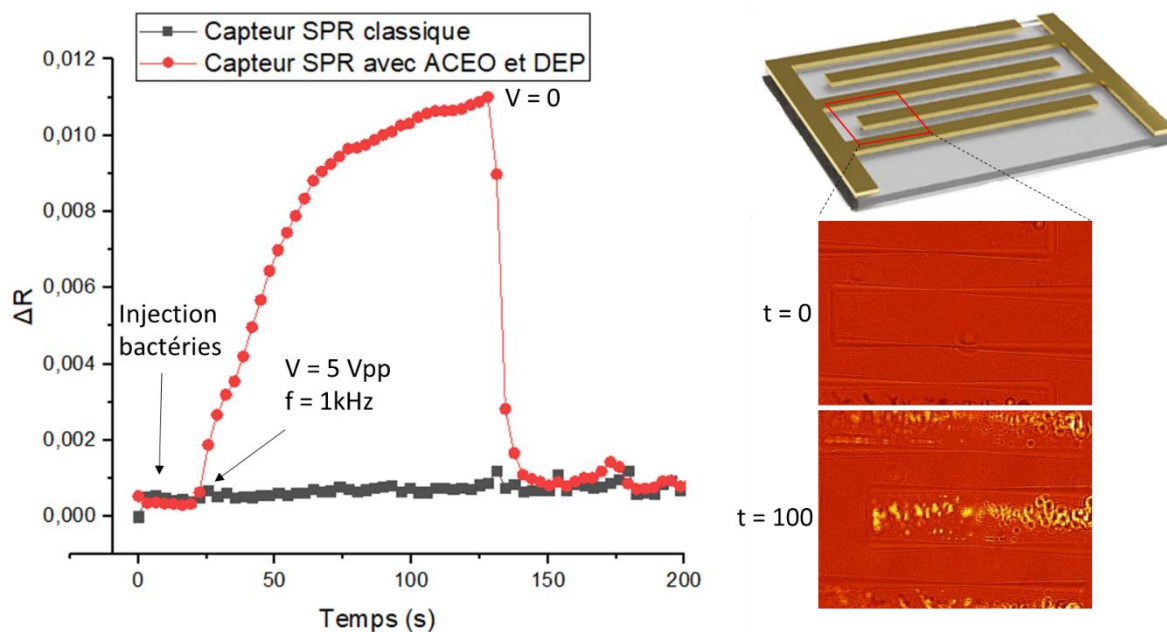 Capteur SPR classique
Capteur SPR avec ACEO et DEP
V = 0
0,012
0,010
0,008
0,006
0,004
0,002
0,000
ΔR
Injection
bactéries
V = 5 Vpp
f = 1kHz
0
50
100
150
200
Temps (s)
t = 0
t = 100